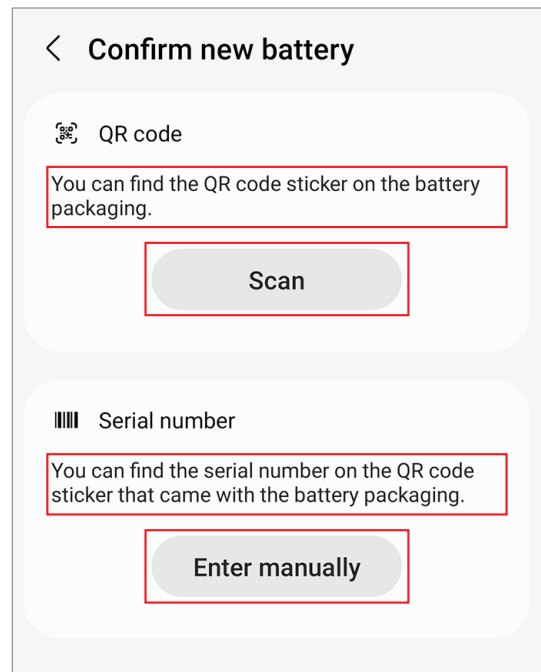 Confirm new battery
QR code
You can find the QR code sticker on the battery
packaging.
Scan
Serial number
You can find the serial number on the QR code
sticker that came with the battery packaging.
Enter manually